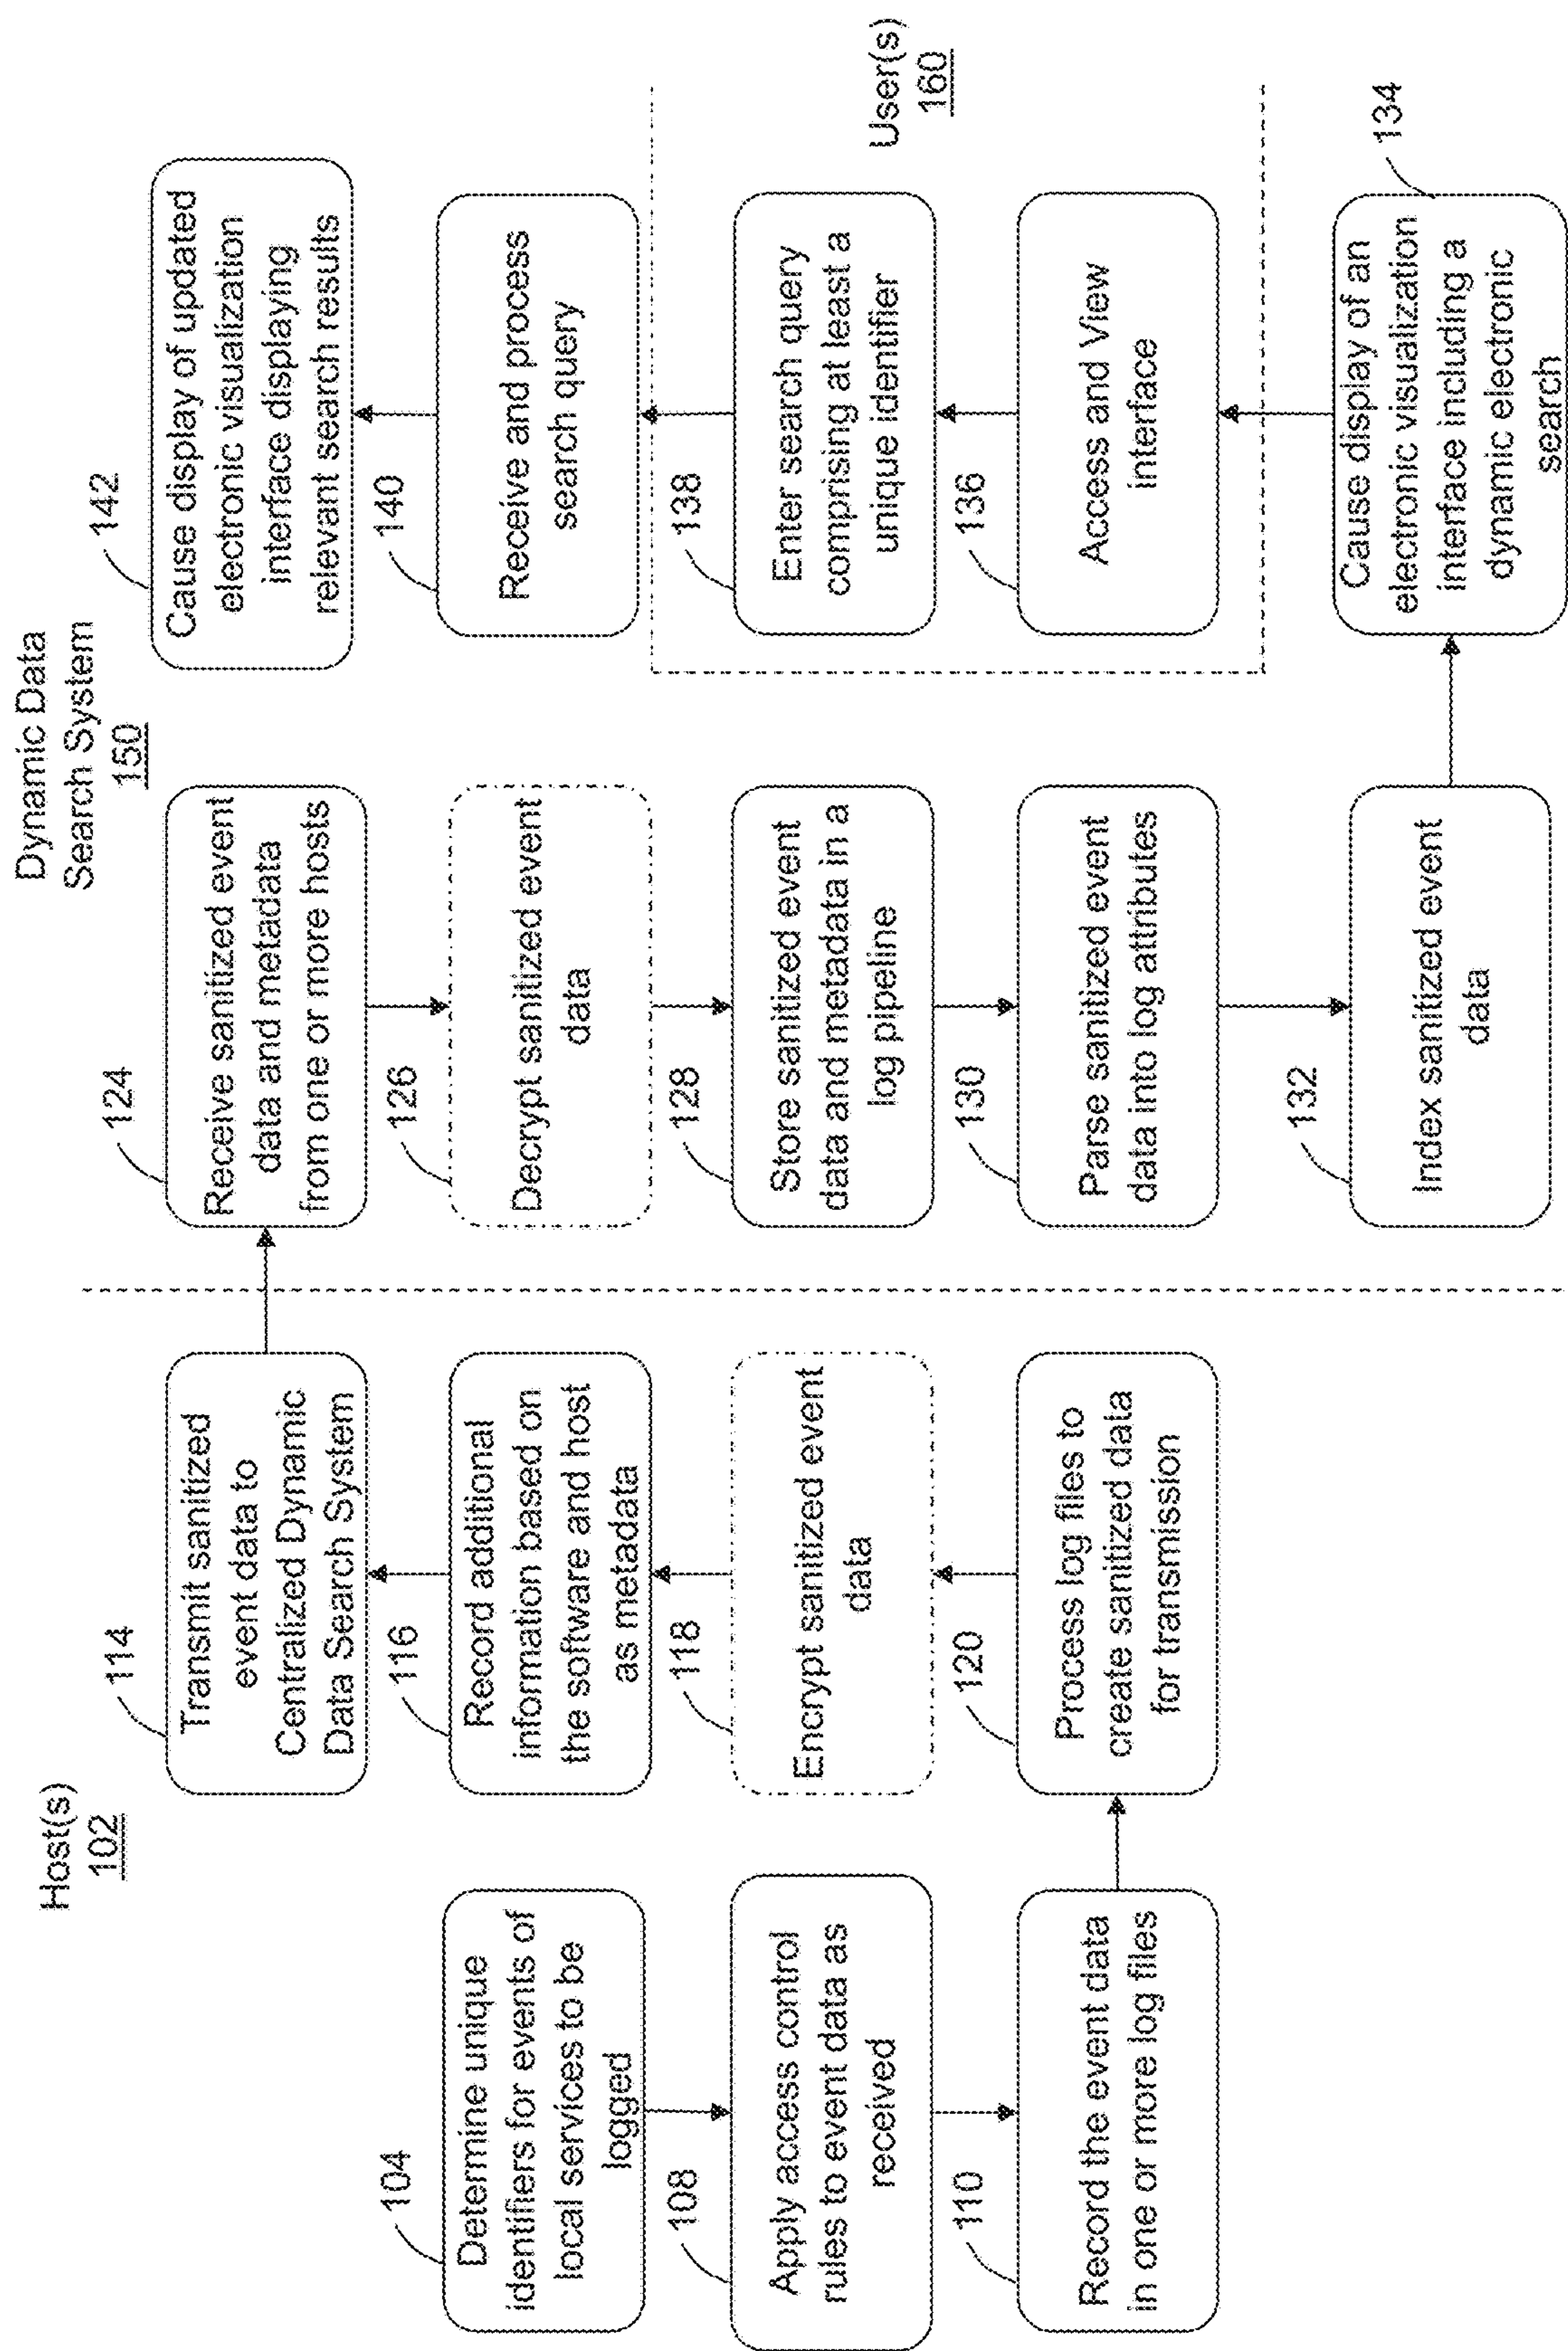 Host(s)
102
104
Determine unique
identifiers for events of
local services to be
logged
108
Apply access control
rules to event data as
received
110
Record the event data
in one or more log files
114
Transmit sanitized
event data to
Centralized Dynamic
Data Search System
116
Record additional
information based on
the software and host
as metadata
118
Encrypt sanitized event
data
120
Process log files to
create sanitized data
for transmission
Dynamic Data
Search System
150
124
Receive sanitized event
data and metadata
from one or more hosts
126
Decrypt sanitized event
data
128
Store sanitized event
data and metadata in a
log pipeline
130
Parse sanitized event
data into log attributes
132
Index sanitized event
data
142
Cause display of updated
electronic visualization
interface displaying
relevant search results
140
Receive and process
search query
138
Enter search query
comprising at least a
unique identifier
136
Access and View
interface
User(s)
160
134
Cause display of an
electronic visualization
interface including a
dynamic electronic
search